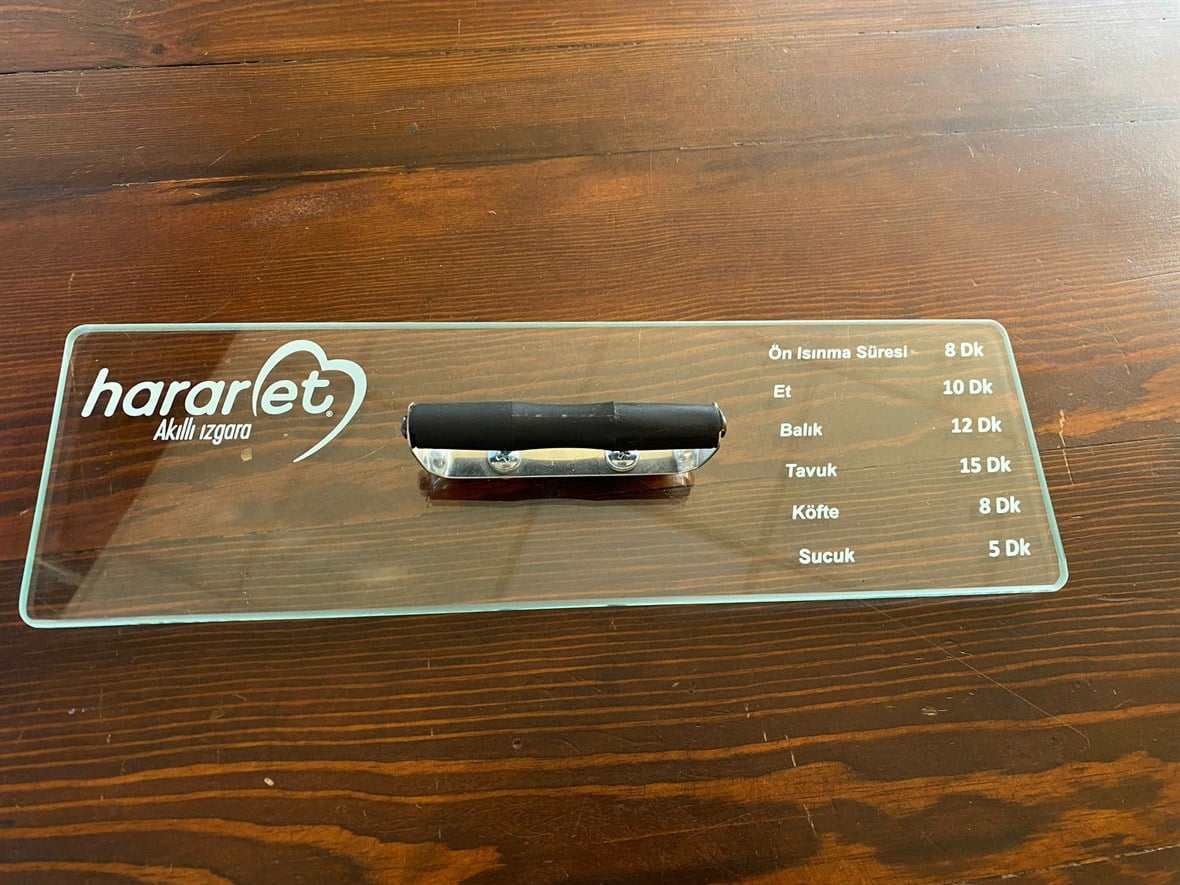 hararet®
Akıllı ızgara
Ön Isınma Süresi 8 Dk
Et 10 Dk
Balık 12 Dk
Tavuk 15 Dk
Köfte 8 Dk
Sucuk 5 Dk